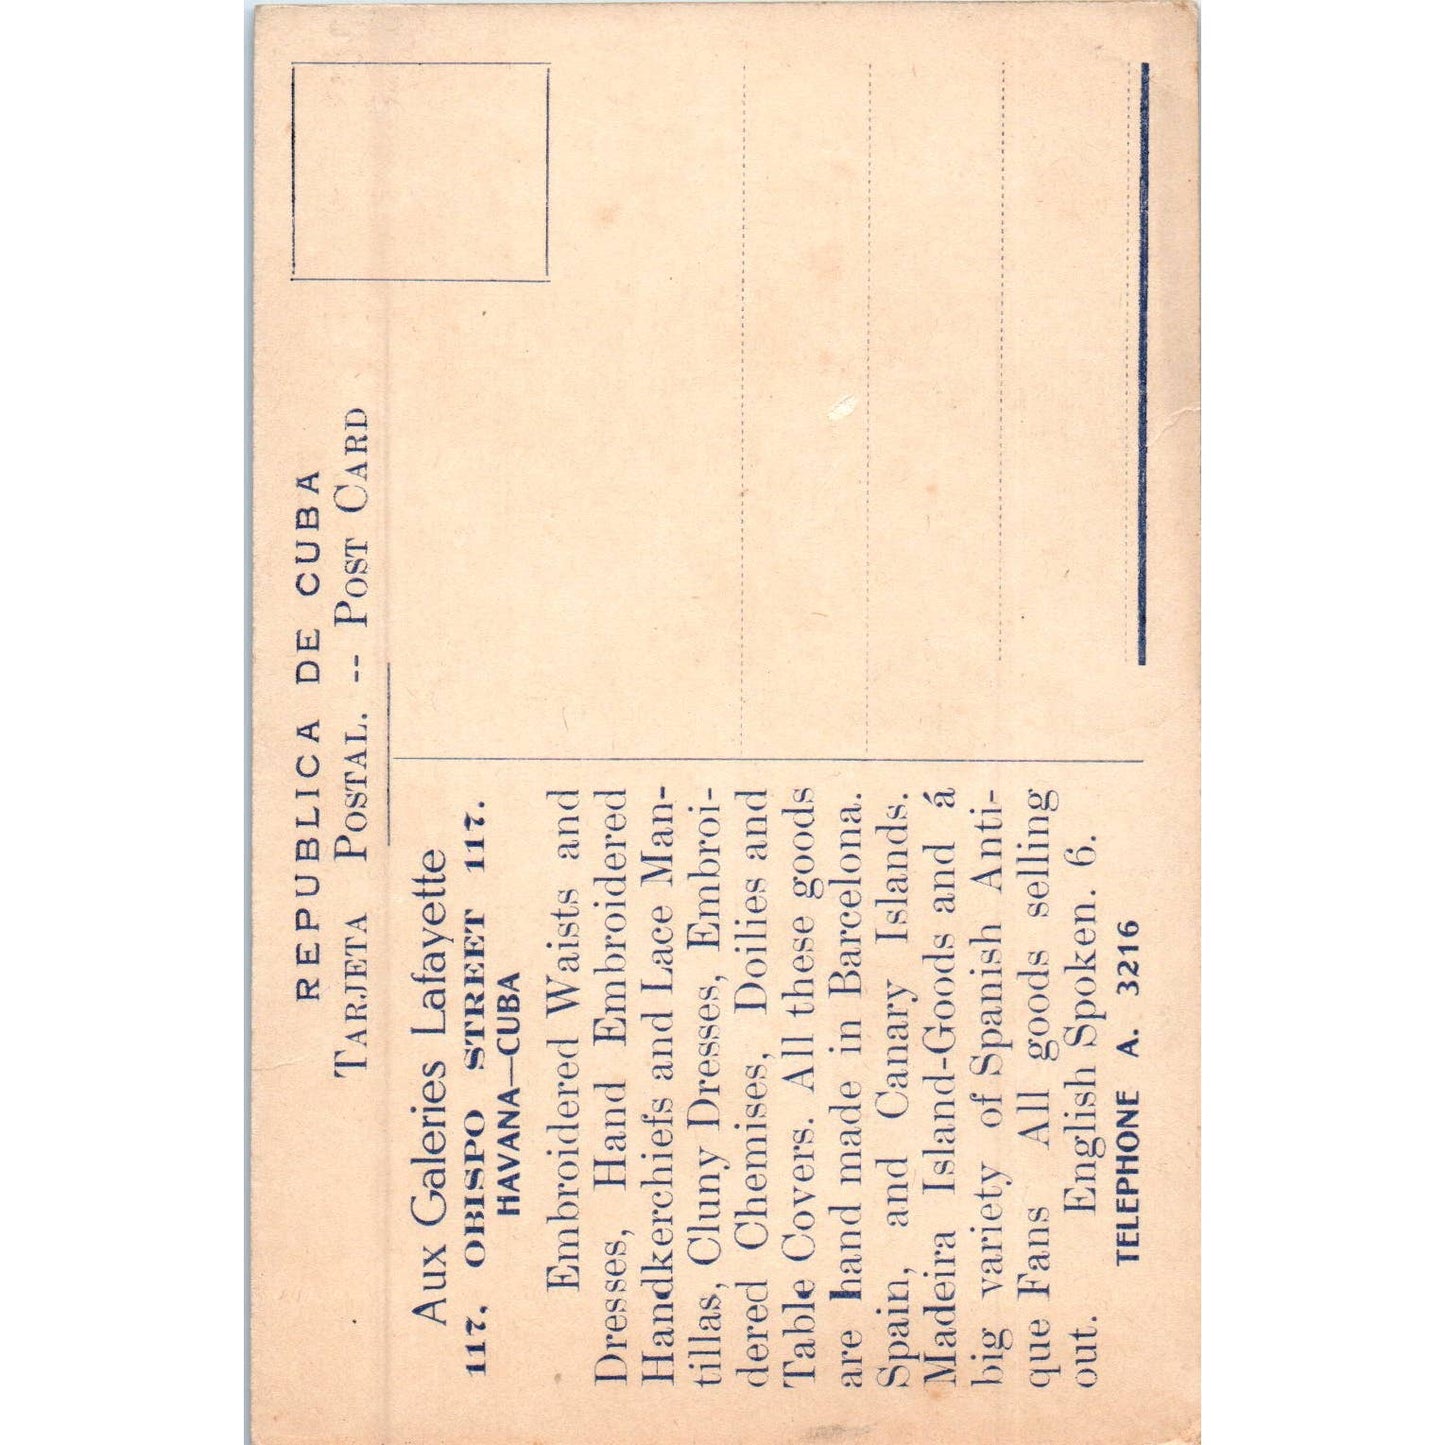 REPUBLICA DE CUBA
TARJETA POSTAL. -- POST CARD
Aux Galeries Lafayette
117. OBISPO STREET 117.
HAVANA—CUBA
Embroidered Waists and
Dresses, Hand Embroidered
Handkerchiefs and Lace Man-
tillas, Cluny Dresses, Embroi-
dered Chemises, Doilies and
Table Covers. All these goods
are hand made in Barcelona.
Spain, and Canary Islands.
Madeira Island-Goods and á
big variety of Spanish Anti-
que Fans All goods selling
out. English Spoken. 6.
TELEPHONE A. 3216